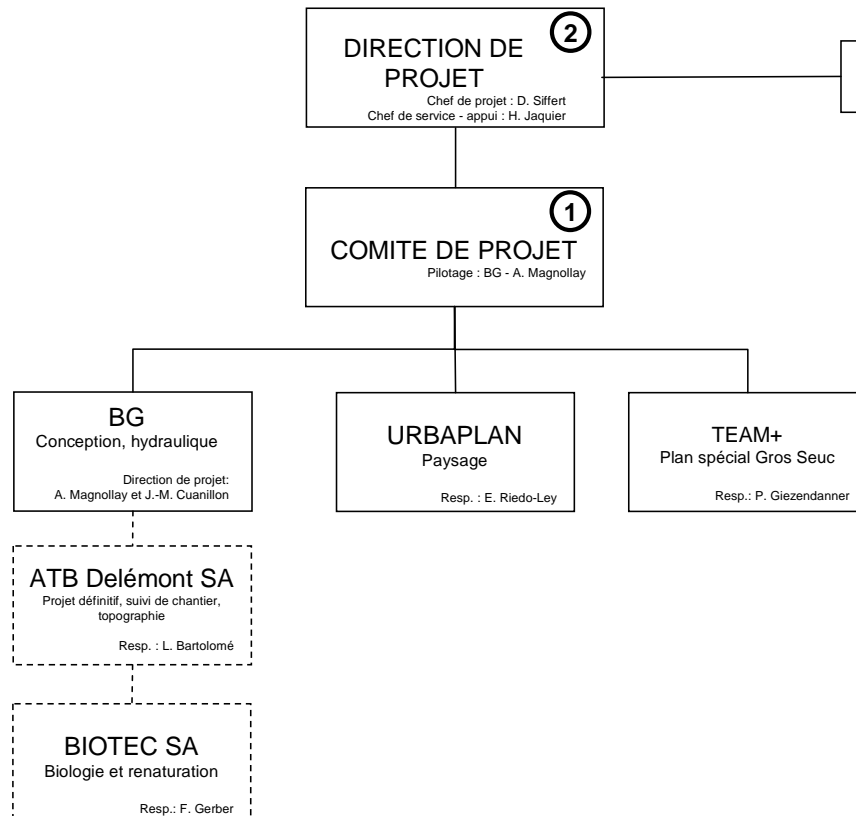 2
DIRECTION DE
PROJET
Chef de projet : D. Siffert
Chef de service - appui : H. Jaquier
1
COMITE DE PROJET
Pilotage : BG - A. Magnollay
BG
Conception, hydraulique
Direction de projet:
A. Magnollay et J.-M. Cuanillon
URBAPLAN
Paysage
Resp. : E. Riedo-Ley
TEAM+
Plan spécial Gros Seuc
Resp.: P. Giezendanner
ATB Delémont SA
Projet définitif, suivi de chantier,
topographie
Resp. : L. Bartolomé
BIOTEC SA
Biologie et renaturation
Resp.: F. Gerber